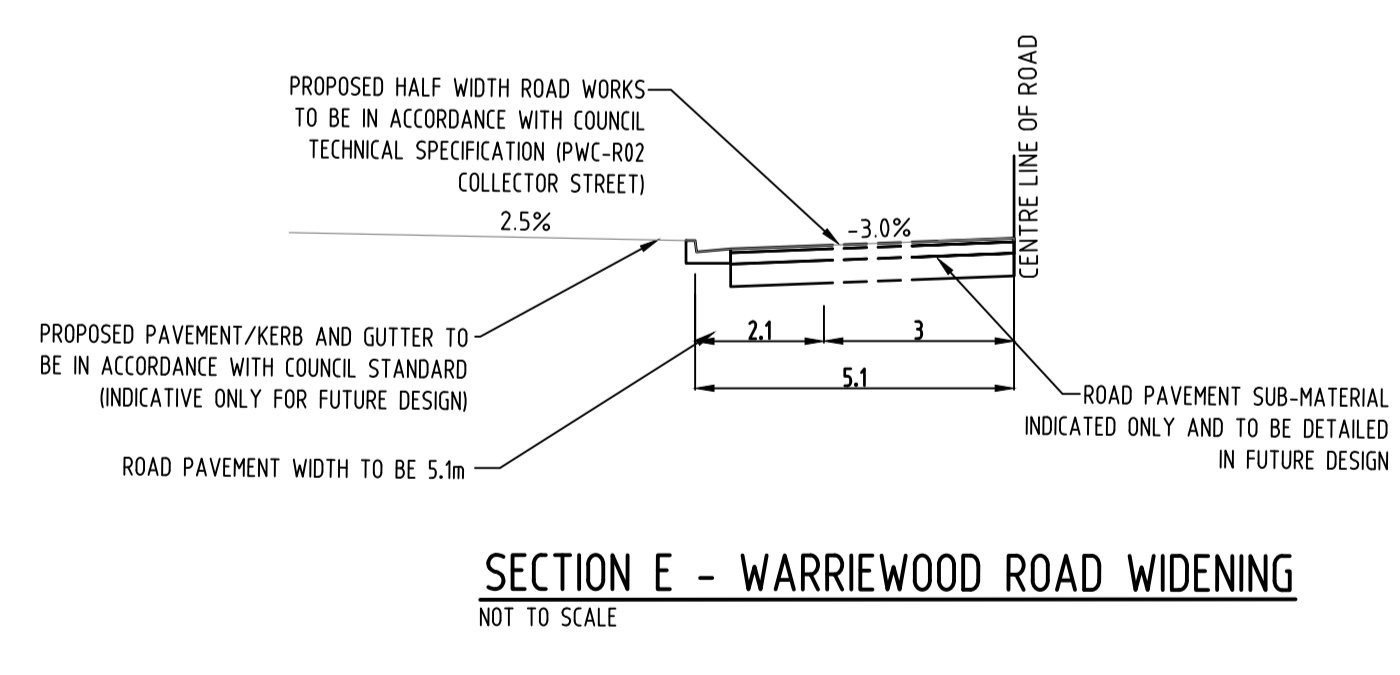 PROPOSED HALF WIDTH ROAD WORKS
TO BE IN ACCORDANCE WITH COUNCIL
TECHNICAL SPECIFICATION (PWC-R02
COLLECTOR STREET)
CENTRE LINE OF ROAD
2.5%
-3.0%
PROPOSED PAVEMENT/KERB AND GUTTER TO
BE IN ACCORDANCE WITH COUNCIL STANDARD
(INDICATIVE ONLY FOR FUTURE DESIGN)
2.1
3
5.1
ROAD PAVEMENT WIDTH TO BE 5.1m
ROAD PAVEMENT SUB-MATERIAL
INDICATED ONLY AND TO BE DETAILED
IN FUTURE DESIGN
SECTION E - WARRIEWOOD ROAD WIDENING
NOT TO SCALE